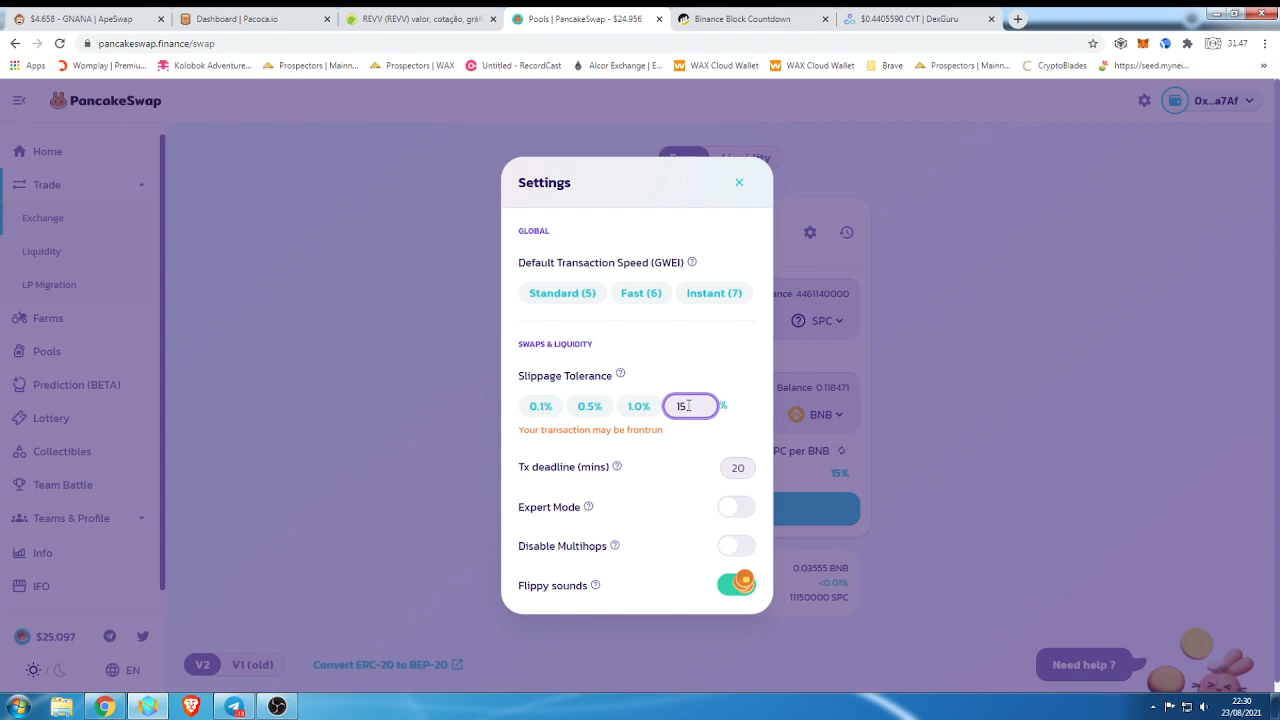 $4.658 - GNANA | ApeSwap
Dashboard | Pacoca.io
REVV (REVV) valor, cotação, gráf
Pools | PancakeSwap - $24.956
Binance Block Countdown
$0.4405590 CYT | DexGuru
pancakeswap.finance/swap
31.47
Apps
Womplay | Premiu...
Kolobok Adventure...
Prospectors | Mainn...
Prospectors | WAX
Untitled - RecordCast
Alcor Exchange | E...
WAX Cloud Wallet
WAX Cloud Wallet
Brave
Prospectors | Mainn...
CryptoBlades
https://seed.mynei...
»
PancakeSwap
0x...a7Af
Home
Trade
Exchange
Liquidity
LP Migration
Farms
Pools
Prediction (BETA)
Lottery
Collectibles
Team Battle
Teams & Profile
Info
IFO
$25.097
EN
Liquidity
Settings
GLOBAL
Default Transaction Speed (GWEI)
Standard (5)
Fast (6)
Instant (7)
SWAPS & LIQUIDITY
Slippage Tolerance
0.1%
0.5%
1.0%
15
%
Your transaction may be frontrun
Tx deadline (mins)
20
Expert Mode
Disable Multihops
Flippy sounds
ance: 4461140000
SPC
Balance: 0.118471
BNB
PC per BNB
15%
0.03555 BNB
<0.01%
11150000 SPC
V2
V1 (old)
Convert ERC-20 to BEP-20
Need help ?
22:30
23/08/2021